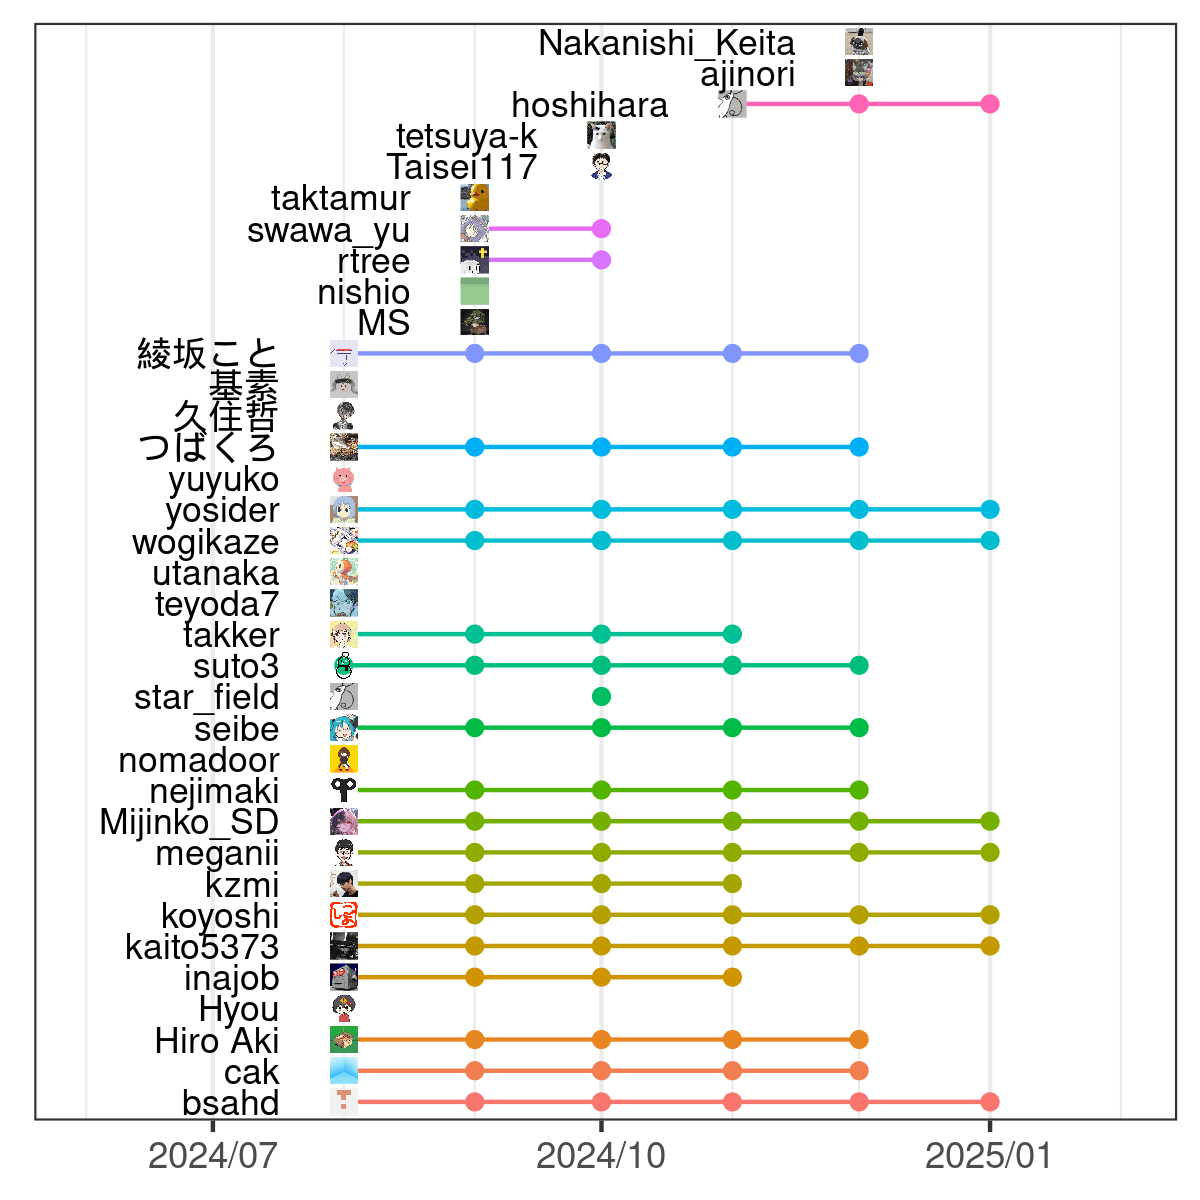 Nakanishi_Keita
ajinori
hoshihara
tetsuya-k
Taisei117
taktamur
swawa_yu
rtree
nishio
MS
綾坂こと
基素
久住哲
つばくろ
yuyuko
yosider
wogikaze
utanaka
teyoda7
takker
suto3
star_field
seibe
nomadoor
nejimaki
Mijinko_SD
meganii
kzmi
koyoshi
kaito5373
inajob
Hyou
Hiro Aki
cak
bsahd
2024/07 2024/10 2025/01